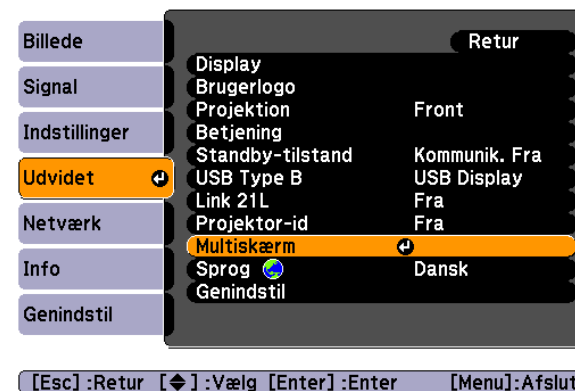 Billede
Signal
Indstillinger
Udvidet
Netværk
Info
Genindstil
Retur
Display
Brugerlogo
Projektion Front
Betjening
Standby-tilstand Kommunik. Fra
USB Type B USB Display
Link 21L Fra
Projektor-id Fra
Multiskærm
Sprog Dansk
Genindstil
[Esc] :Retur [◆] :Vælg [Enter] :Enter [Menu]:Afslut